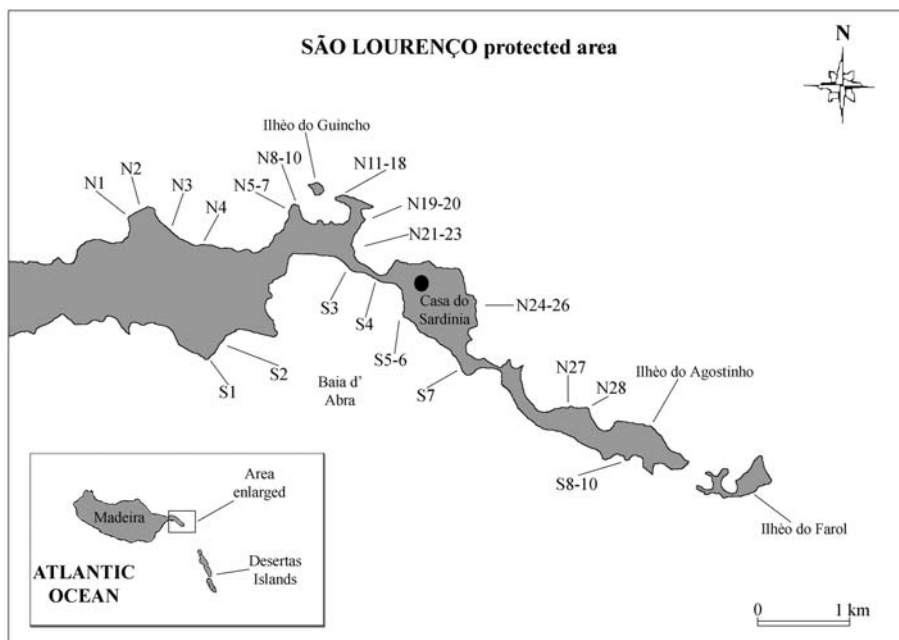 SÃO LOURENÇO protected area
N
Ilhèo do Guincho
N8-10
N11-18
N2
N1
N3
N5-7
N4
N19-20
N21-23
Casa do
Sardinia
N24-26
S3
S4
S5-6
S2
S1
Baia d'
Abra
S7
N27
N28
Ilhèo do Agostinho
S8-10
Ilhèo do Farol
Area
enlarged
Madeira
Desertas
Islands
ATLANTIC
OCEAN
0
1 km